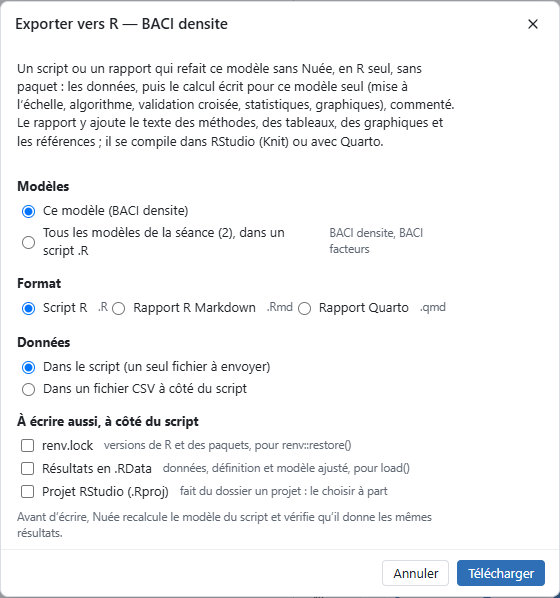 Exporter vers R — BACI densite
Un script ou un rapport qui refait ce modèle sans Nuée, en R seul, sans
paquet : les données, puis le calcul écrit pour ce modèle seul (mise à
l’échelle, algorithme, validation croisée, statistiques, graphiques), commenté.
Le rapport y ajoute le texte des méthodes, des tableaux, des graphiques et
les références ; il se compile dans RStudio (Knit) ou avec Quarto.
Modèles
Ce modèle (BACI densite)
Tous les modèles de la séance (2), dans un
script .R
BACI densite, BACI
facteurs
Format
Script R .R Rapport R Markdown .Rmd Rapport Quarto .qmd
Données
Dans le script (un seul fichier à envoyer)
Dans un fichier CSV à côté du script
À écrire aussi, à côté du script
renv.lock versions de R et des paquets, pour renv::restore()
Résultats en .RData données, définition et modèle ajusté, pour load()
Projet RStudio (.Rproj) fait du dossier un projet : le choisir à part
Avant d’écrire, Nuée recalcule le modèle du script et vérifie qu’il donne les mêmes
résultats.
Annuler Télécharger